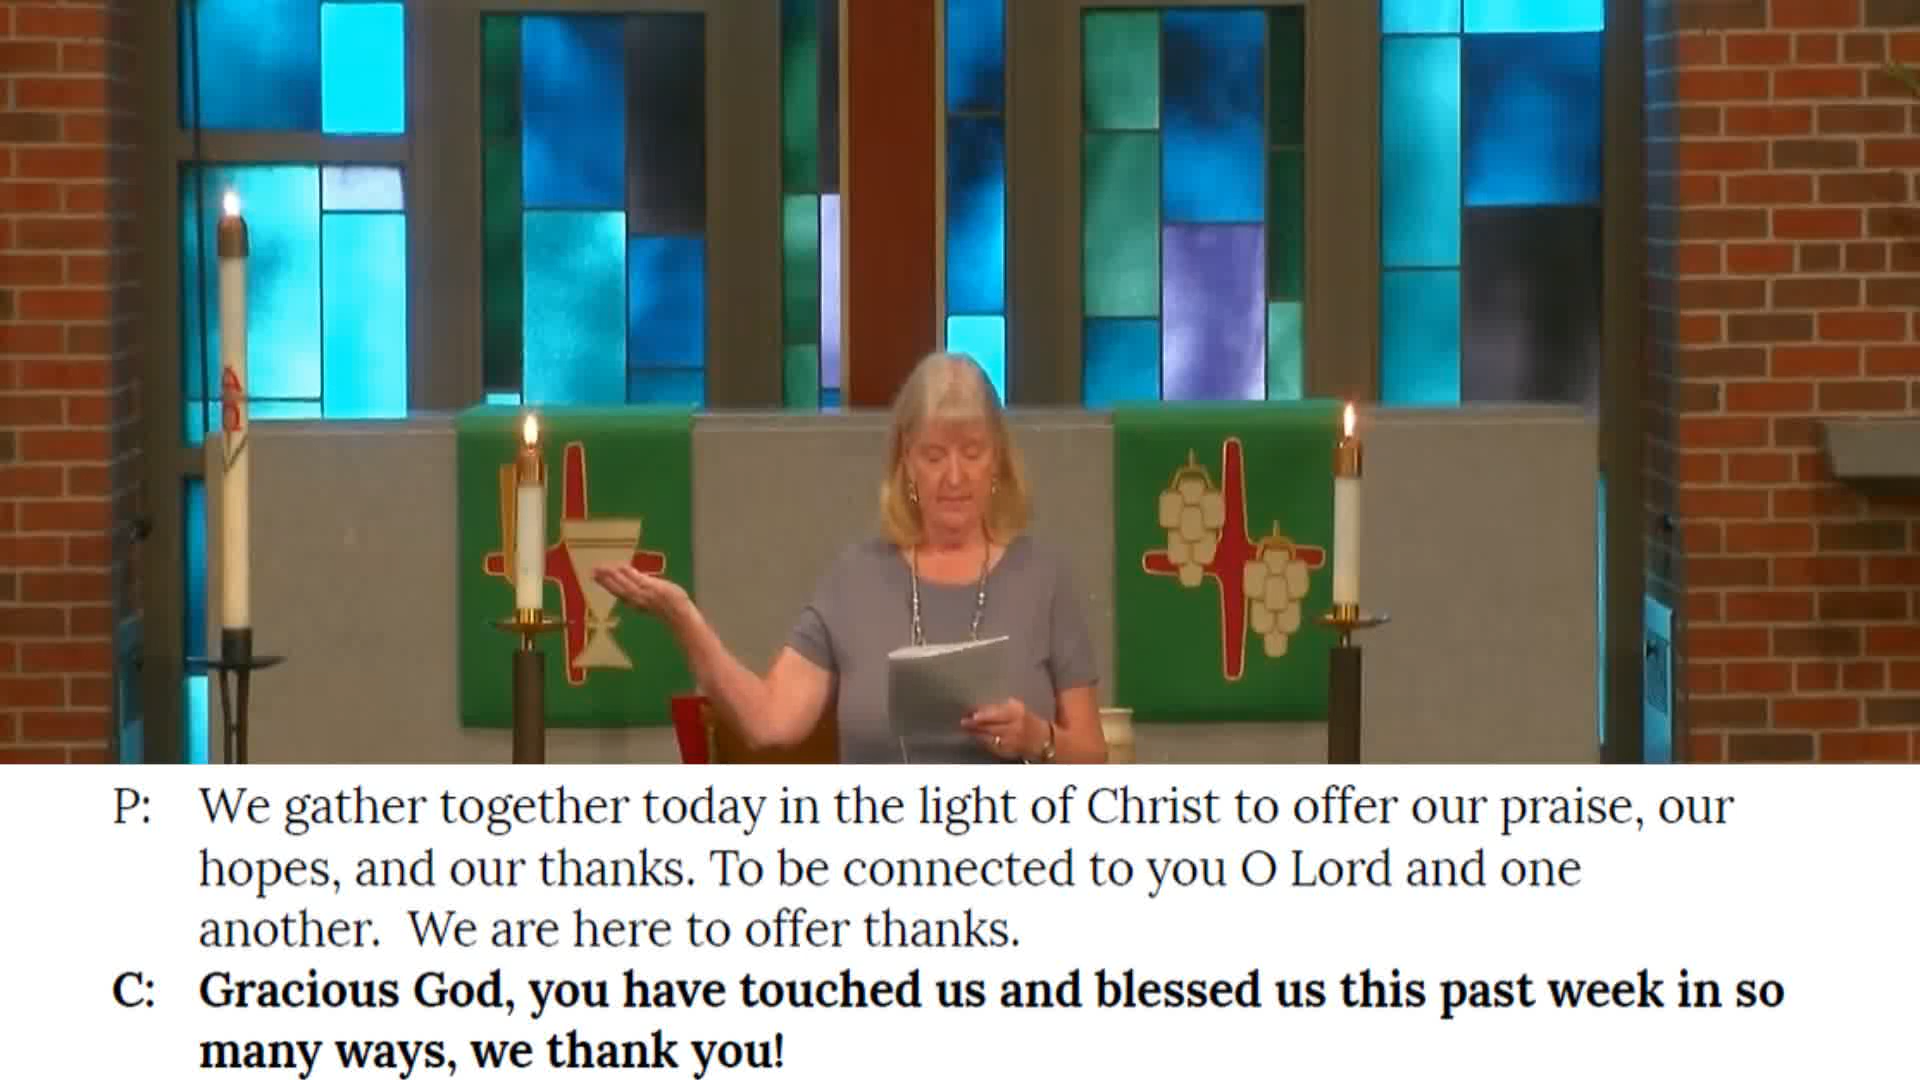 P: We gather together today in the light of Christ to offer our praise, our
hopes, and our thanks. To be connected to you O Lord and one
another.  We are here to offer thanks.
C: Gracious God, you have touched us and blessed us this past week in so
many ways, we thank you!